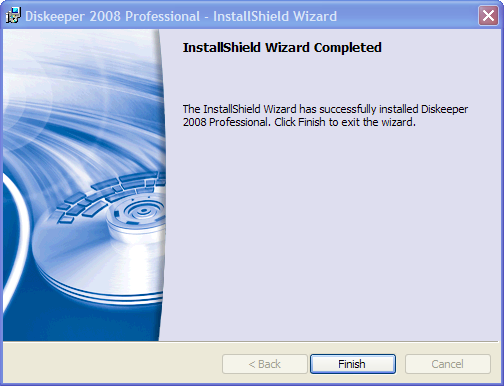 Diskeeper 2008 Professional - InstallShield Wizard
InstallShield Wizard Completed
The InstallShield Wizard has successfully installed Diskeeper
2008 Professional. Click Finish to exit the wizard.
< Back
Finish
Cancel